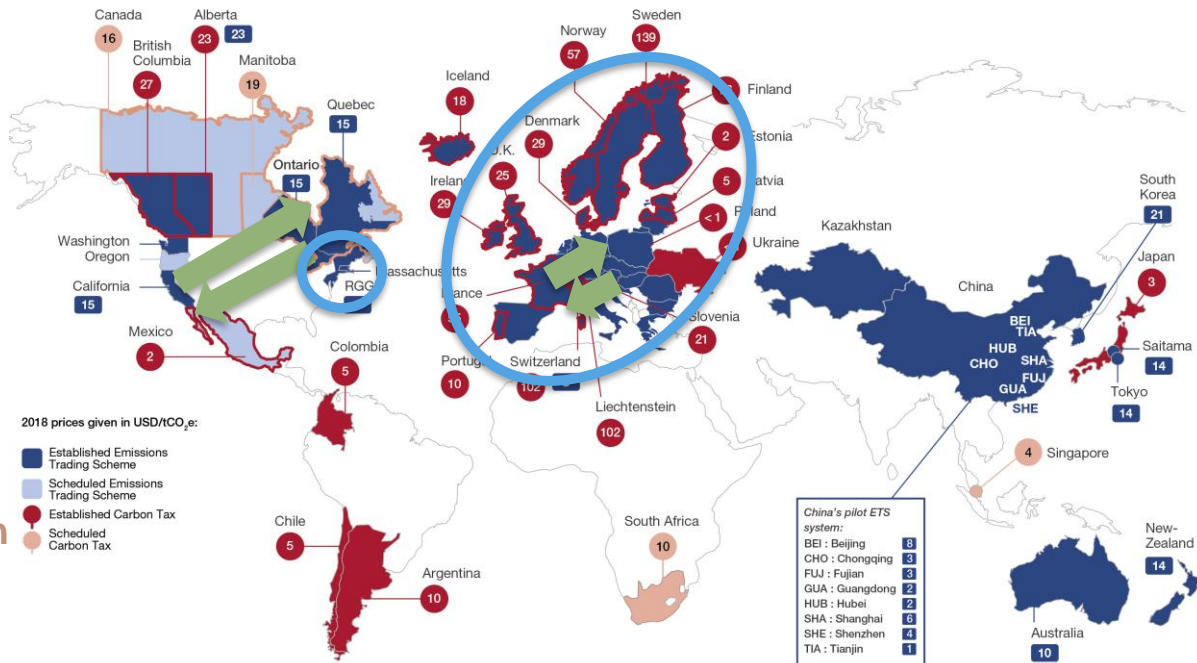 Canada
16
Alberta
23
23
British
Columbia
27
Manitoba
19
Quebec
15
Ontario
15
Washington
Oregon
California
15
Massachusetts
RGG
Mexico
2
Colombia
5
Chile
5
Argentina
10
Iceland
18
Norway
57
Sweden
139
Finland
Denmark
29
U.K.
25
Ireland
29
2
Estonia
5
Latvia
<1
Poland
Ukraine
France
Portugal
10
Switzerland
102
Slovenia
21
Liechtenstein
102
South Africa
10
Kazakhstan
China
BEI
TIA
HUB
CHO
SHA
FUJ
GUA
SHE
South
Korea
21
Japan
3
Saitama
14
Tokyo
14
4
Singapore
New-
Zealand
14
Australia
10
2018 prices given in USD/tCO₂e:
Established Emissions
Trading Scheme
Scheduled Emissions
Trading Scheme
Established Carbon Tax
Scheduled
Carbon Tax
China's pilot ETS
system:
BEI : Beijing 8
CHO : Chongqing 3
FUJ : Fujian 3
GUA : Guangdong 2
HUB : Hubei 2
SHA : Shanghai 6
SHE : Shenzhen 4
TIA : Tianjin 1